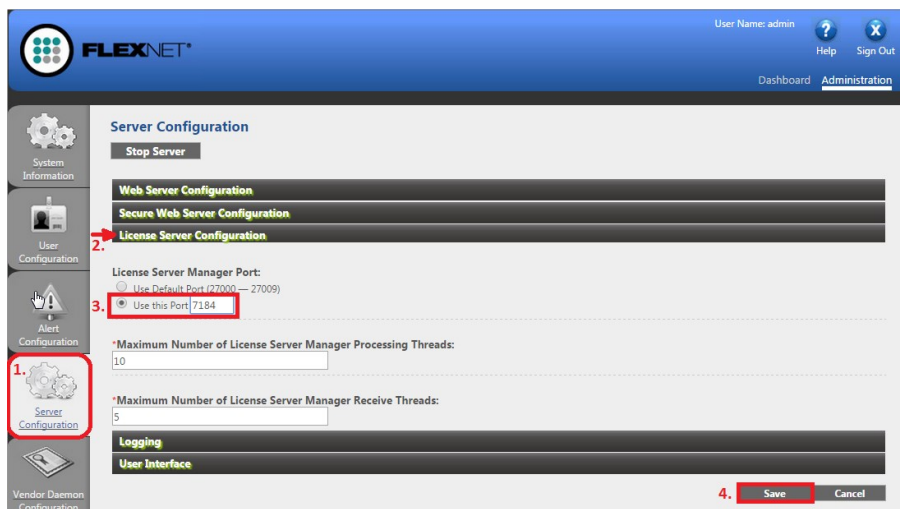 User Name: admin
FLEXNET
Help
Sign Out
Dashboard
Administration
System
Information
User
Configuration
Alert
Configuration
1.
Server
Configuration
Vendor Daemon
Configuration
Server Configuration
Stop Server
Web Server Configuration
Secure Web Server Configuration
2.
License Server Configuration
License Server Manager Port:
Use Default Port (27000 — 27009)
3.
Use this Port 7184
*Maximum Number of License Server Manager Processing Threads:
10
*Maximum Number of License Server Manager Receive Threads:
5
Logging
User Interface
4.
Save
Cancel